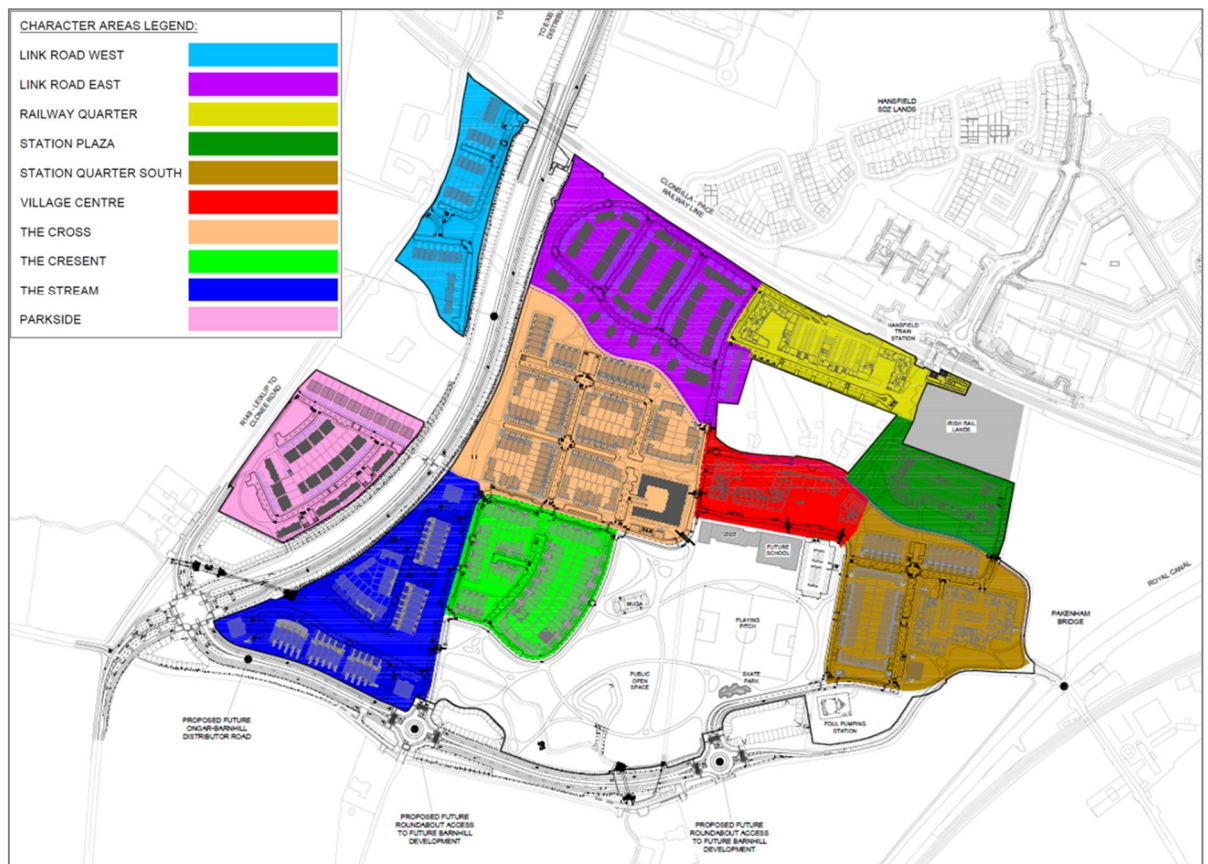 CHARACTER AREAS LEGEND:
LINK ROAD WEST
LINK ROAD EAST
RAILWAY QUARTER
STATION PLAZA
STATION QUARTER SOUTH
VILLAGE CENTRE
THE CROSS
THE CRESENT
THE STREAM
PARKSIDE
HANSFIELD
SDZ LANDS
CLONSILLA - PACE
RAILWAY LINE
HANSFIELD
TRAIN
STATION
IRISH RAIL
LANDS
CLONEE ROAD
FUTURE
SCHOOL
MUGA
PLAYING
PITCH
ROYAL CANAL
PAKENHAM
BRIDGE
PUBLIC
OPEN
SPACE
SKATE
PARK
FOUL PUMPING
STATION
PROPOSED FUTURE
ONGAR-BARNHILL
DISTRIBUTOR ROAD
PROPOSED FUTURE
ROUNDABOUT ACCESS
TO FUTURE BARNHILL
DEVELOPMENT
PROPOSED FUTURE
ROUNDABOUT ACCESS
TO FUTURE BARNHILL
DEVELOPMENT